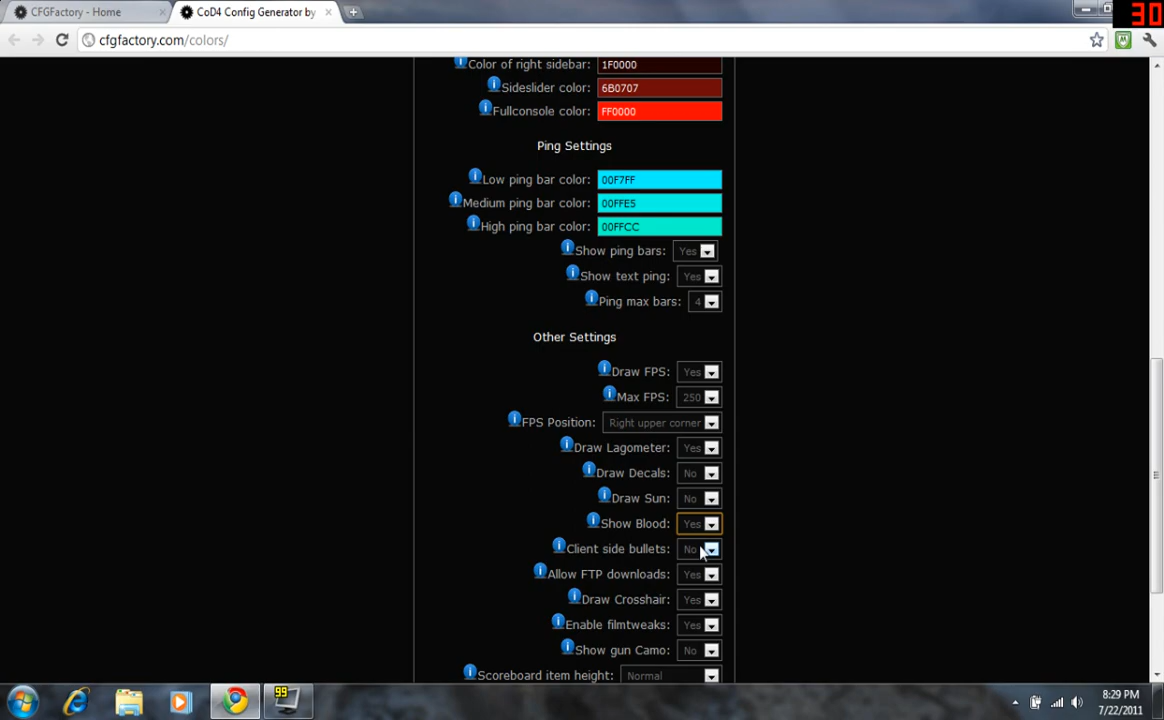 CFGFactory - Home
CoD4 Config Generator by
30
cfgfactory.com/colors/
Color of right sidebar: 1F0000
Sideslider color: 6B0707
Fullconsole color: FF0000
Ping Settings
Low ping bar color: 00F7FF
Medium ping bar color: 00FFE5
High ping bar color: 00FFCC
Show ping bars: Yes
Show text ping: Yes
Ping max bars: 4
Other Settings
Draw FPS: Yes
Max FPS: 250
FPS Position: Right upper corner
Draw Lagometer: Yes
Draw Decals: No
Draw Sun: No
Show Blood: Yes
Client side bullets: No
Allow FTP downloads: Yes
Draw Crosshair: Yes
Enable filmtweaks: Yes
Show gun Camo: No
Scoreboard item height: Normal
99
8:29 PM
7/22/2011